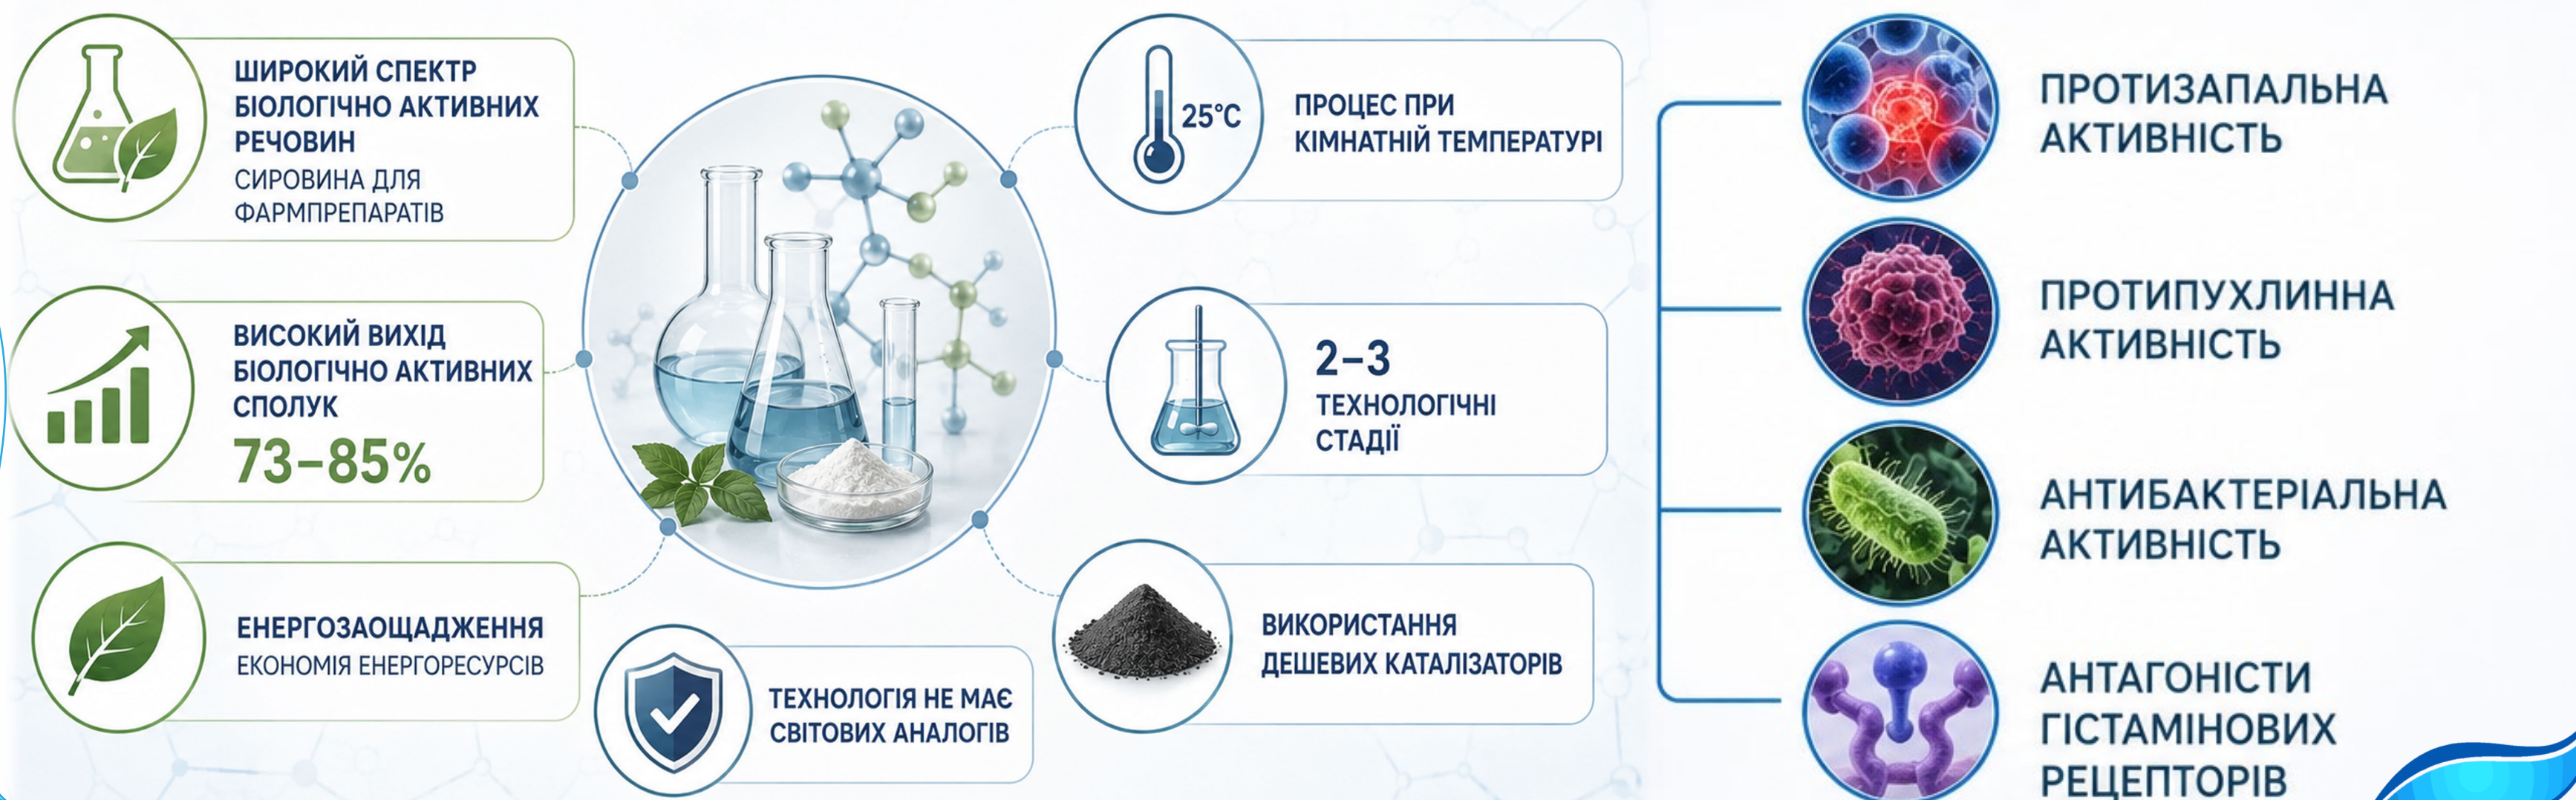 ШИРОКИЙ СПЕКТР
БІОЛОГІЧНО АКТИВНИХ
РЕЧОВИН
СИРОВИНА ДЛЯ
ФАРМПРЕПАРАТІВ
ВИСОКИЙ ВИХІД
БІОЛОГІЧНО АКТИВНИХ
СПОЛУК
73–85%
ЕНЕРГОЗАОЩАДЖЕННЯ
ЕКОНОМІЯ ЕНЕРГОРЕСУРСІВ
ТЕХНОЛОГІЯ НЕ МАЄ
СВІТОВИХ АНАЛОГІВ
25°C
ПРОЦЕС ПРИ
КІМНАТНІЙ ТЕМПЕРАТУРІ
2–3
ТЕХНОЛОГІЧНІ
СТАДІЇ
ВИКОРИСТАННЯ
ДЕШЕВИХ КАТАЛІЗАТОРІВ
ПРОТИЗАПАЛЬНА
АКТИВНІСТЬ
ПРОТИПУХЛИННА
АКТИВНІСТЬ
АНТИБАКТЕРІАЛЬНА
АКТИВНІСТЬ
АНТАГОНІСТИ
ГІСТАМІНОВИХ
РЕЦЕПТОРІВ